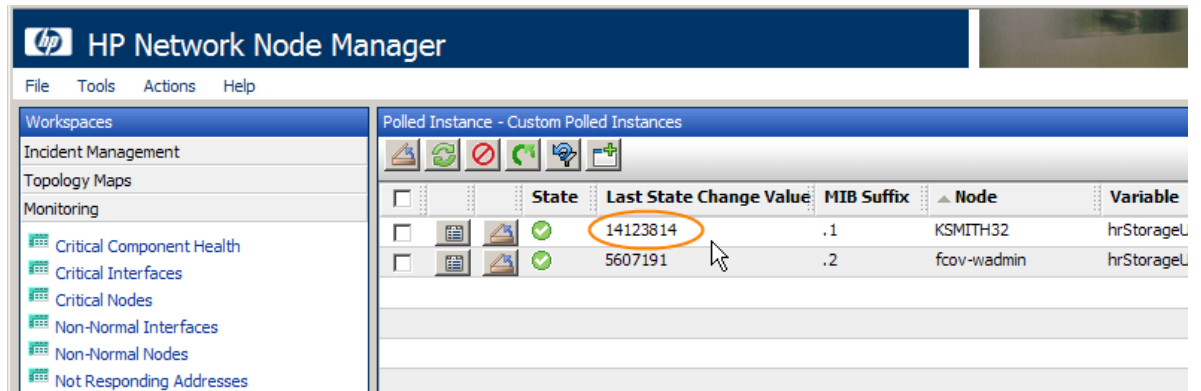 hp HP Network Node Manager
File Tools Actions Help
Workspaces
Incident Management
Topology Maps
Monitoring
Critical Component Health
Critical Interfaces
Critical Nodes
Non-Normal Interfaces
Non-Normal Nodes
Not Responding Addresses
Polled Instance - Custom Polled Instances
State Last State Change Value MIB Suffix Node Variable
14123814 .1 KSMITH32 hrStorageU
5607191 .2 fcov-wadmin hrStorageU